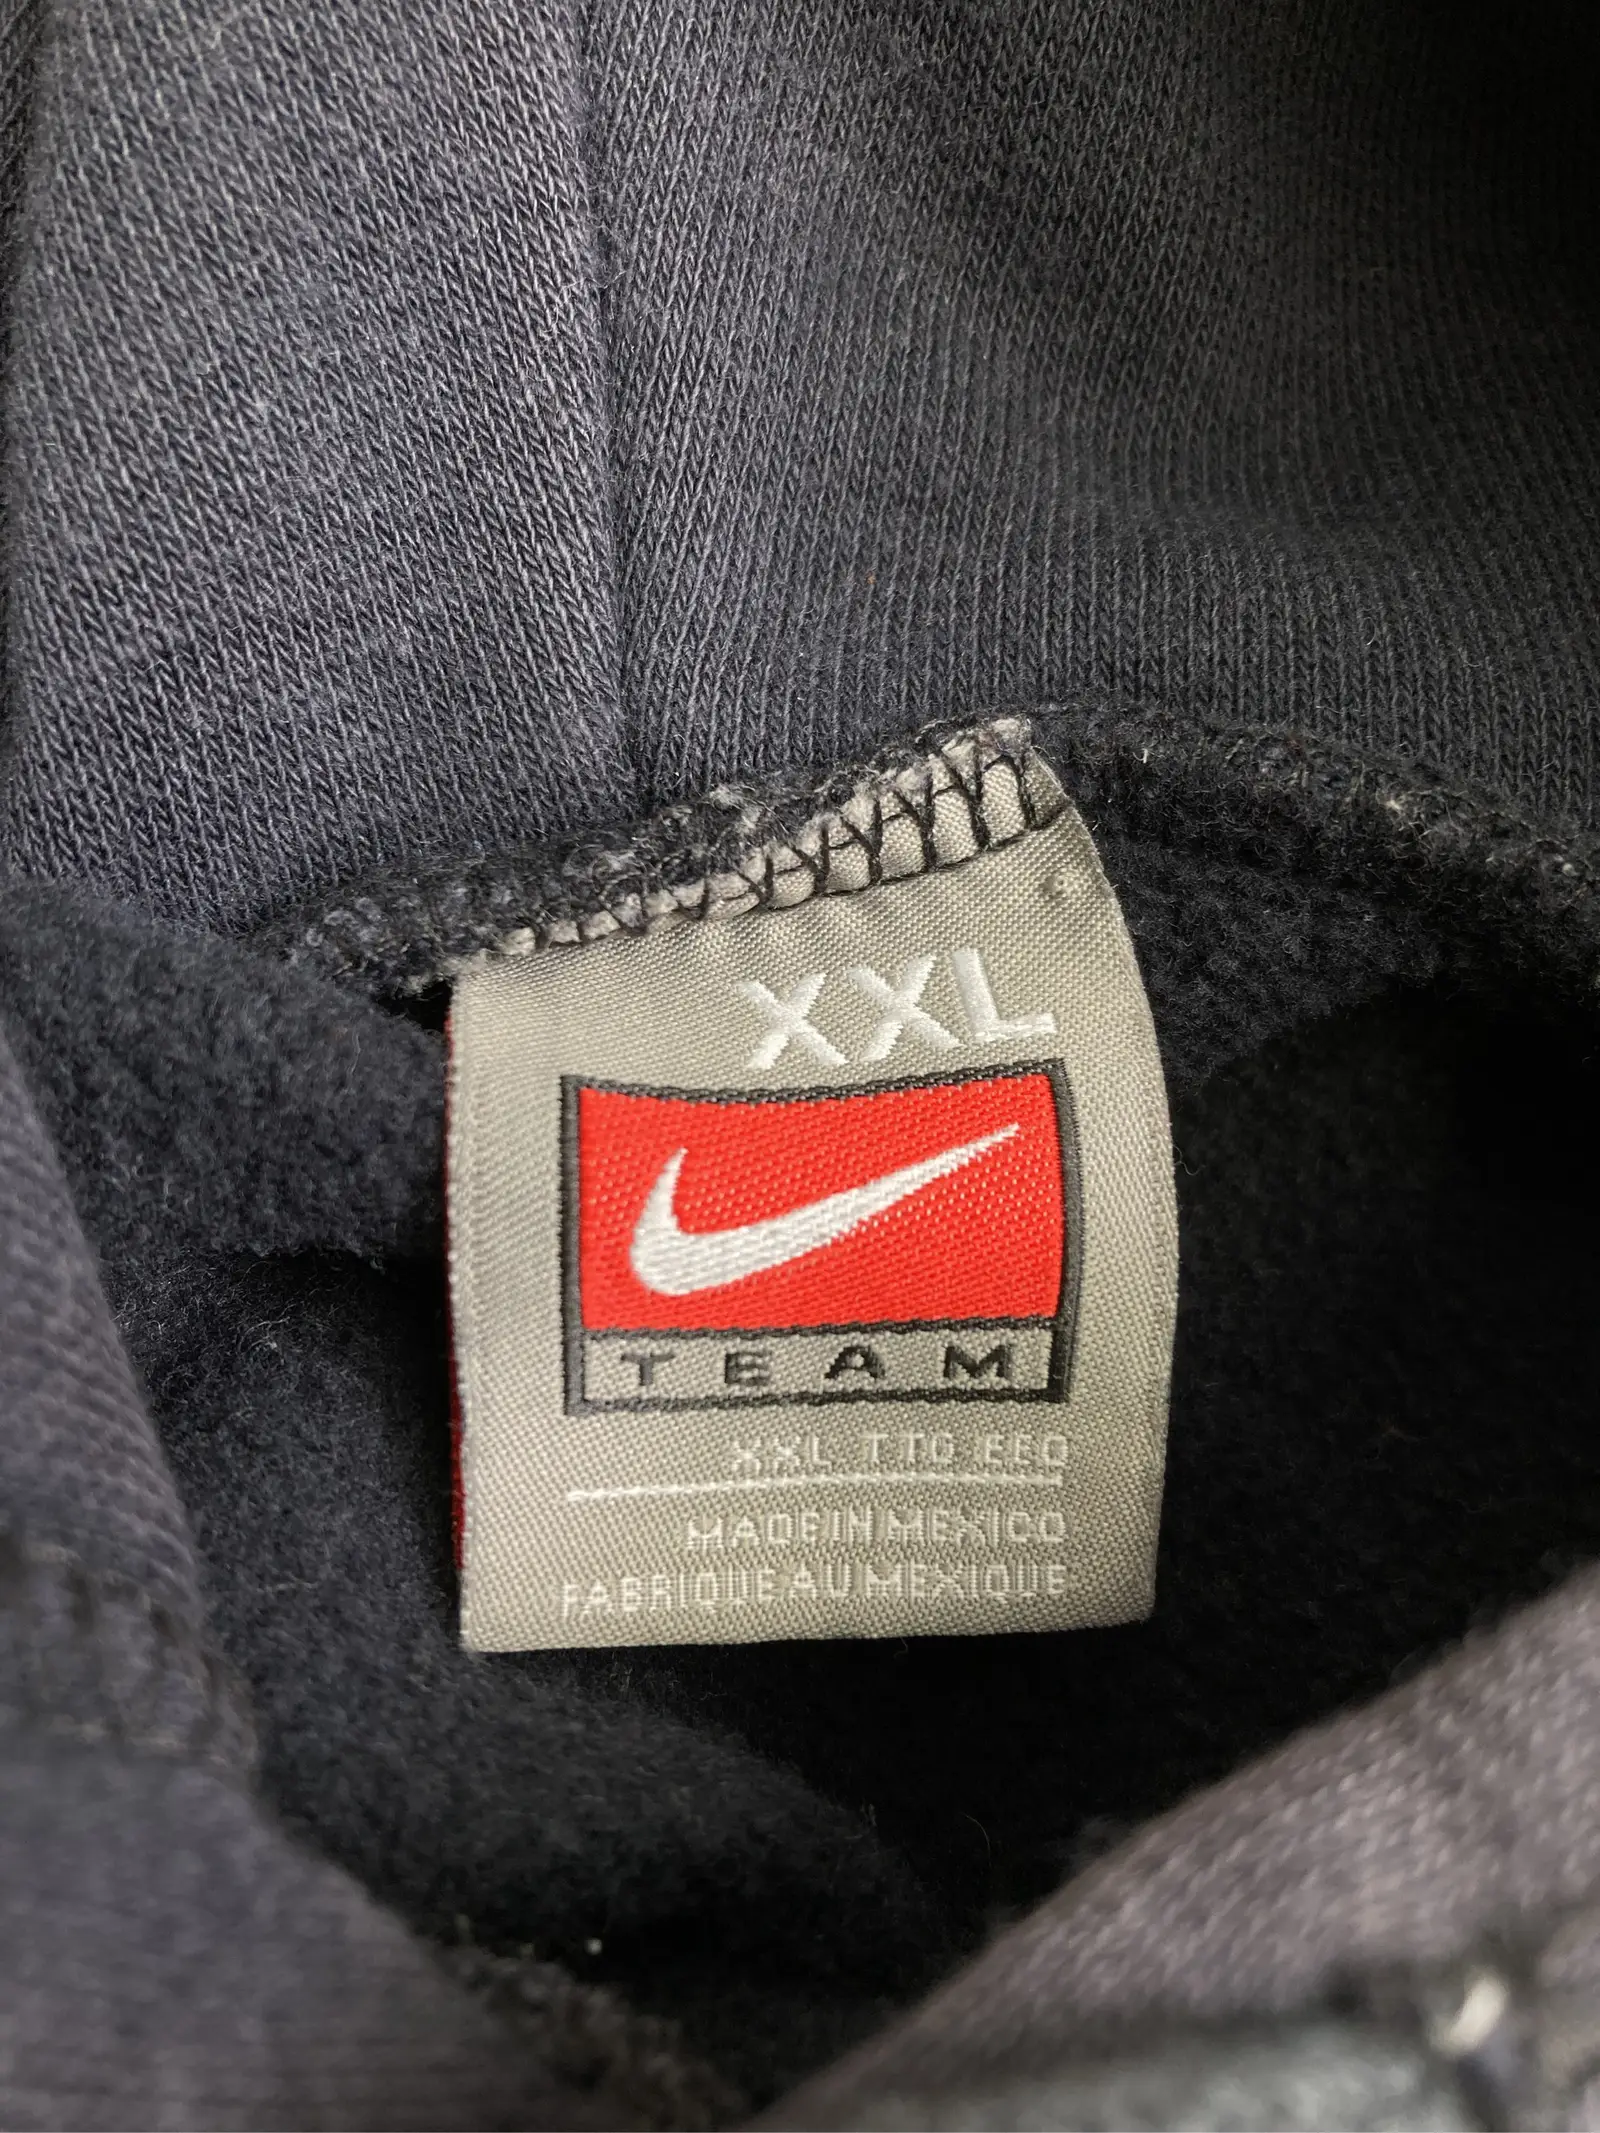 XXL
TEAM
XXL TTG EEG
MADE IN MEXICO
FABRIQUE AU MEXIQUE